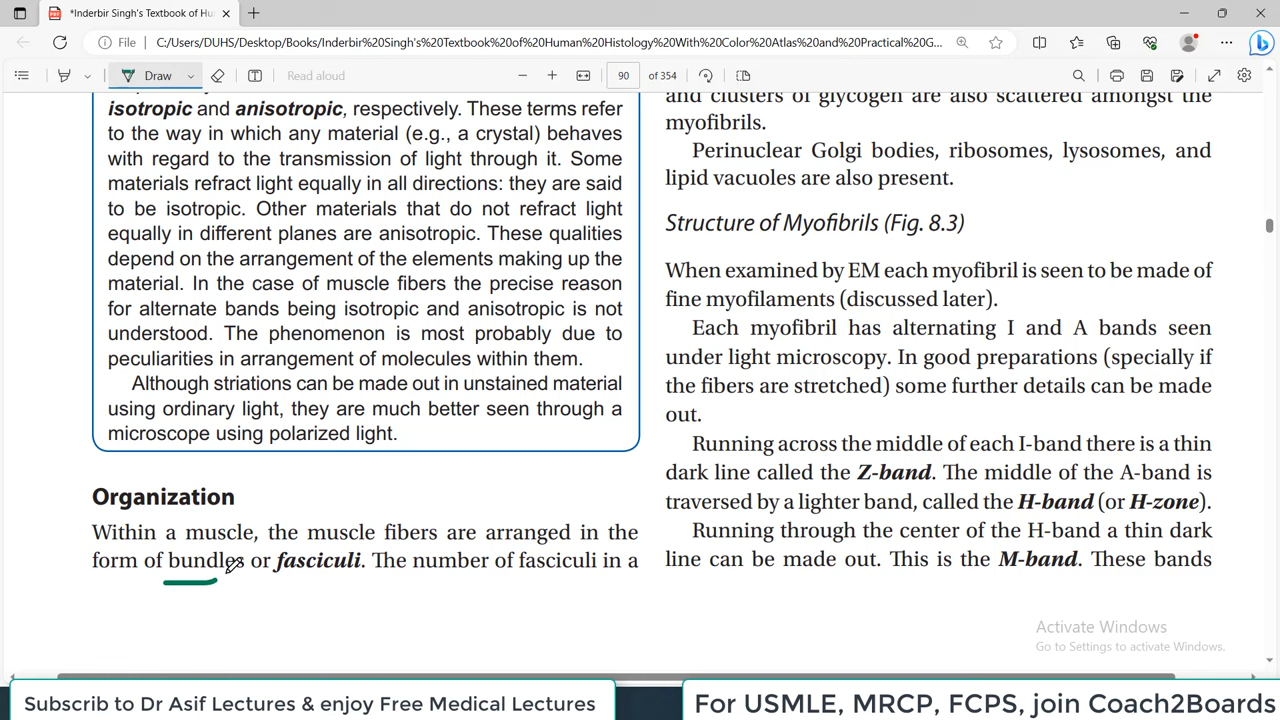 *Inderbir Singh's Textbook of Hu
File
C:/Users/DUHS/Desktop/Books/Inderbir%20Singh's%20Textbook%20of%20Human%20Histology%20With%20Color%20Atlas%20and%20Practical%20G...
Draw
Read aloud
90 of 354
isotropic and anisotropic, respectively. These terms refer
to the way in which any material (e.g., a crystal) behaves
with regard to the transmission of light through it. Some
materials refract light equally in all directions: they are said
to be isotropic. Other materials that do not refract light
equally in different planes are anisotropic. These qualities
depend on the arrangement of the elements making up the
material. In the case of muscle fibers the precise reason
for alternate bands being isotropic and anisotropic is not
understood. The phenomenon is most probably due to
peculiarities in arrangement of molecules within them.
Although striations can be made out in unstained material
using ordinary light, they are much better seen through a
microscope using polarized light.
Organization
Within a muscle, the muscle fibers are arranged in the
form of bundles or fasciculi. The number of fasciculi in a
and clusters of glycogen are also scattered amongst the
myofibrils.
Perinuclear Golgi bodies, ribosomes, lysosomes, and
lipid vacuoles are also present.
Structure of Myofibrils (Fig. 8.3)
When examined by EM each myofibril is seen to be made of
fine myofilaments (discussed later).
Each myofibril has alternating I and A bands seen
under light microscopy. In good preparations (specially if
the fibers are stretched) some further details can be made
out.
Running across the middle of each I-band there is a thin
dark line called the Z-band. The middle of the A-band is
traversed by a lighter band, called the H-band (or H-zone).
Running through the center of the H-band a thin dark
line can be made out. This is the M-band. These bands
Activate Windows
Go to Settings to activate Windows.
Subscrib to Dr Asif Lectures & enjoy Free Medical Lectures
For USMLE, MRCP, FCPS, join Coach2Boards